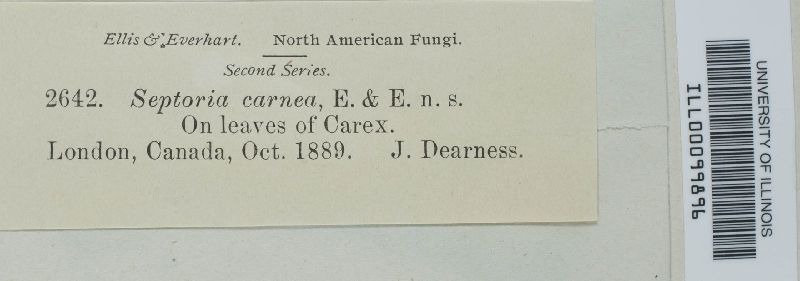 Ellis & Everhart. North American Fungi.
Second Series.
2642. Septoria carnea, E. & E. n. s.
On leaves of Carex.
London, Canada, Oct. 1889. J. Dearness.
UNIVERSITY OF ILLINOIS
ILL00099896